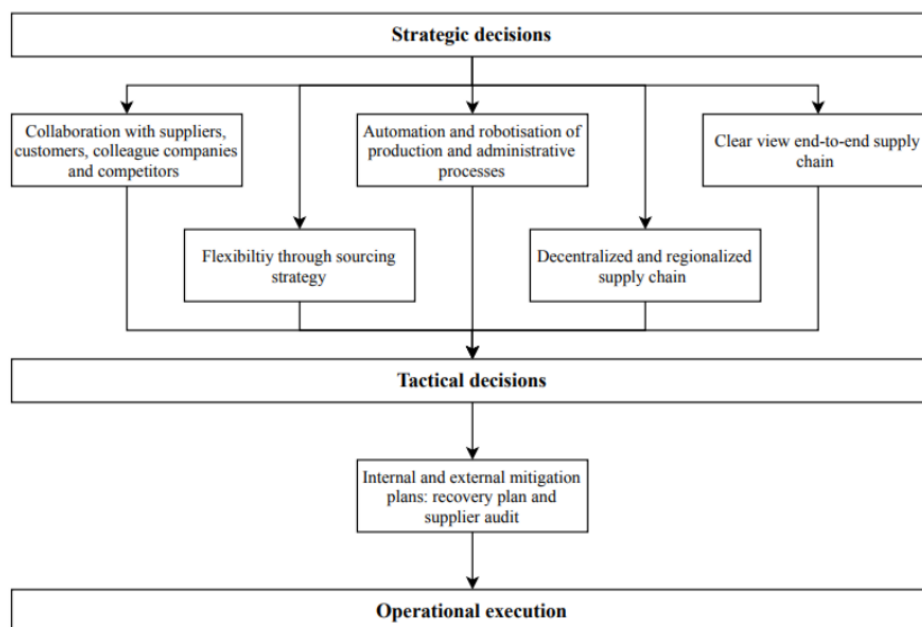 Strategic decisions
Collaboration with suppliers,
customers, colleague companies
and competitors
Automation and robotisation of
production and administrative
processes
Clear view end-to-end supply
chain
Flexibiltiy through sourcing
strategy
Decentralized and regionalized
supply chain
Tactical decisions
Internal and external mitigation
plans: recovery plan and
supplier audit
Operational execution